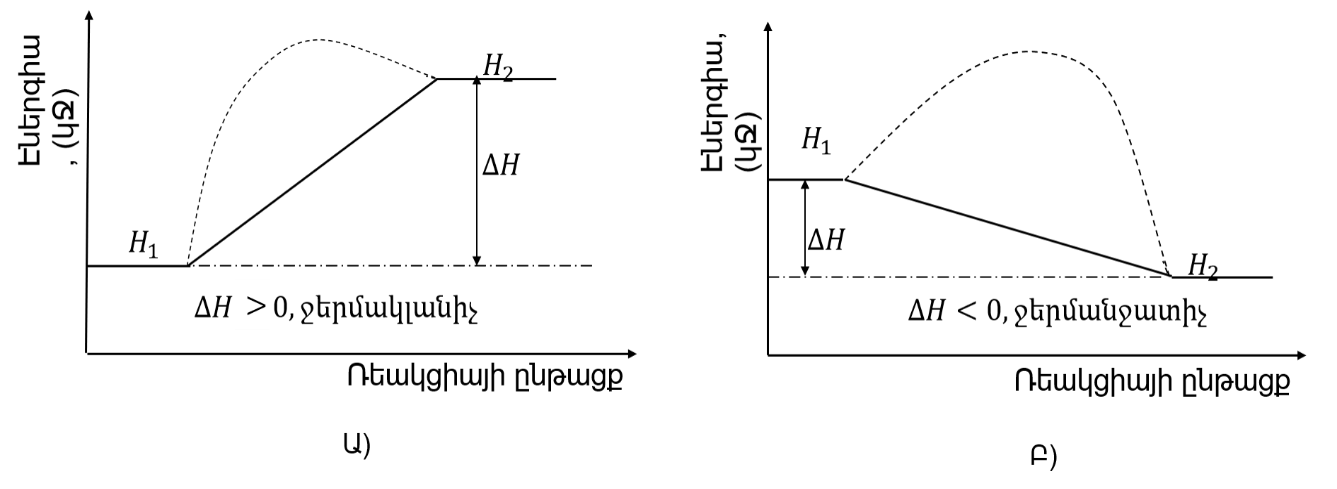 Էներգիա
, (կՋ)
H₂
ΔH
H₁
ΔH > 0, ջերմակլանիչ
Ռեակցիայի ընթացք
Ա)
Էներգիա,
(կՋ)
H₁
ΔH
H₂
ΔH < 0, ջերմանջատիչ
Ռեակցիայի ընթացք
Բ)